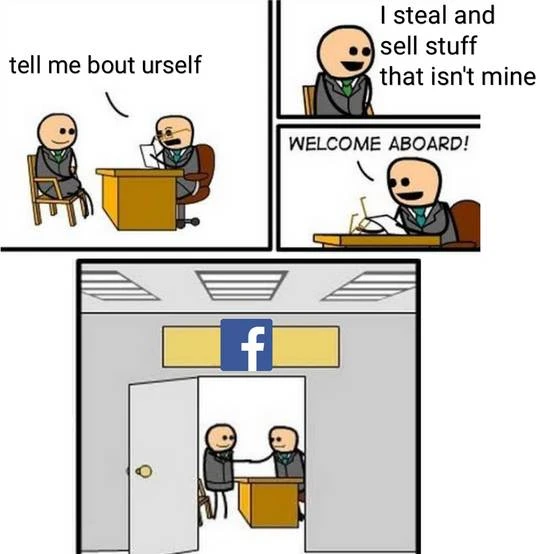 tell me bout urself
I steal and
sell stuff
that isn't mine
WELCOME ABOARD!
f